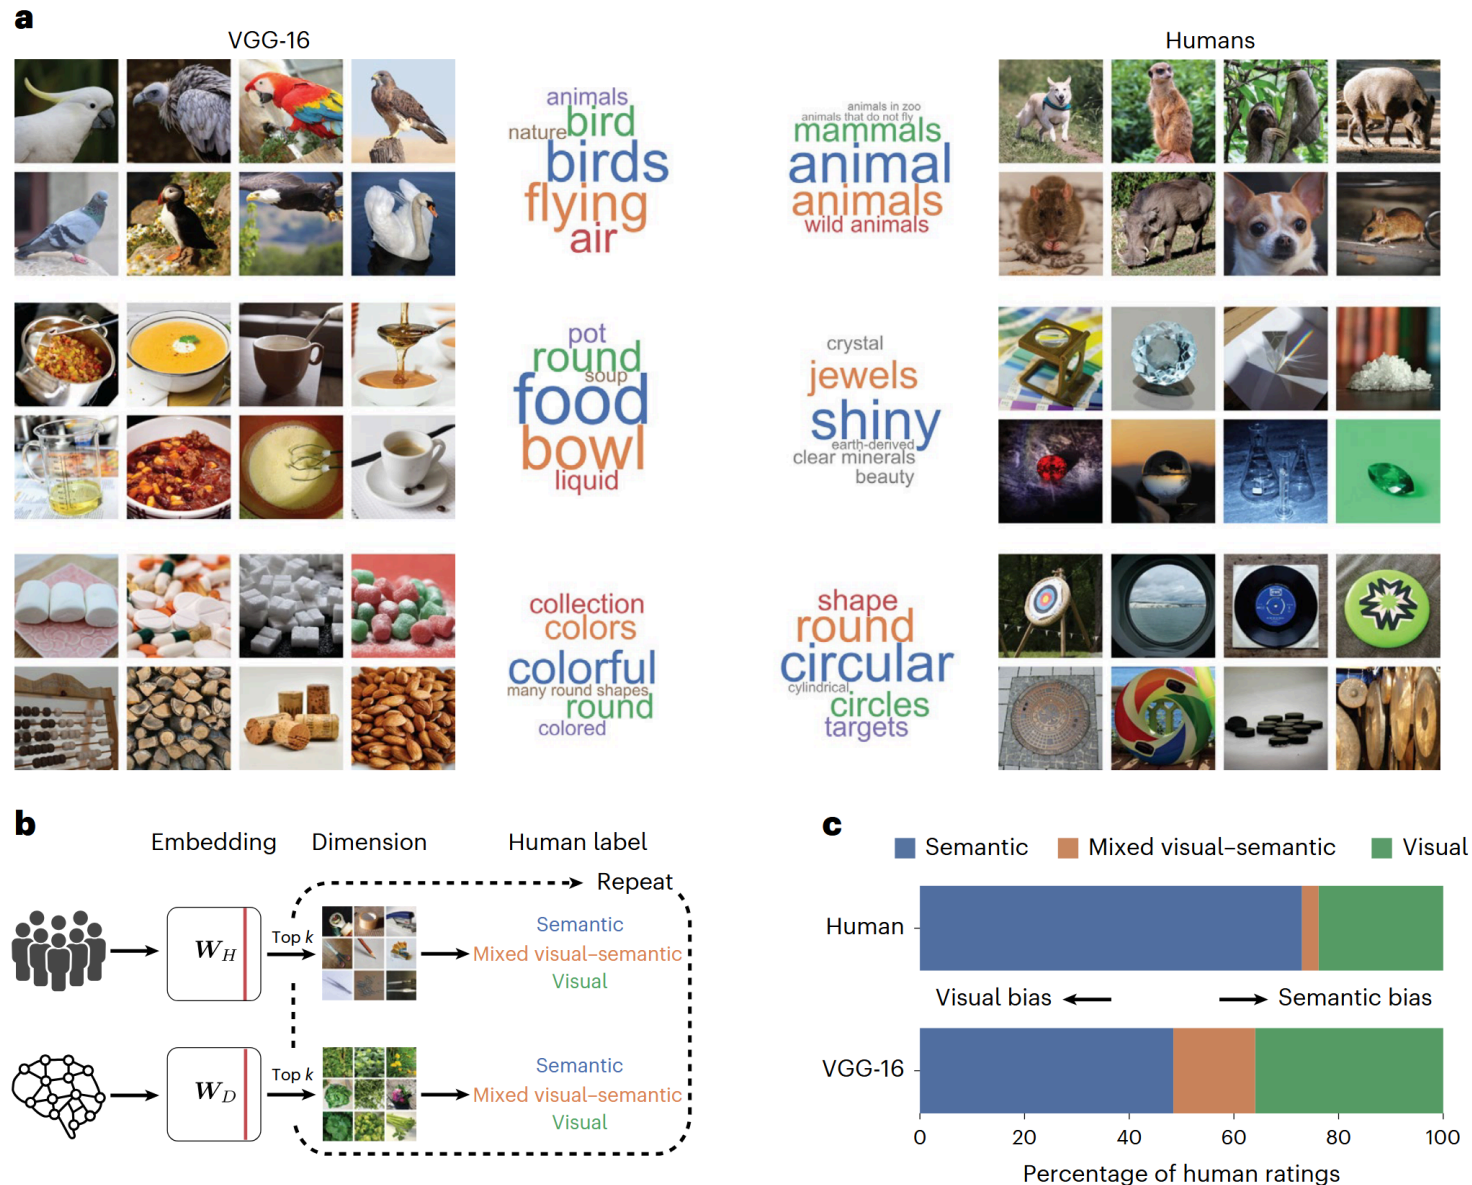 a
VGG-16
Humans
animals
nature
bird
birds
flying
air
animals in zoo
animals that do not fly
mammals
animal
animals
wild animals
pot
round
soup
food
bowl
liquid
crystal
jewels
shiny
earth-derived
clear minerals
beauty
collection
colors
colorful
many round shapes
round
colored
shape
round
circular
cylindrical
circles
targets
b
Embedding
Dimension
Human label
Repeat
W_H
Top k
Semantic
Mixed visual–semantic
Visual
W_D
Top k
Semantic
Mixed visual–semantic
Visual
c
Semantic
Mixed visual–semantic
Visual
Human
Visual bias
Semantic bias
VGG-16
0 20 40 60 80 100
Percentage of human ratings